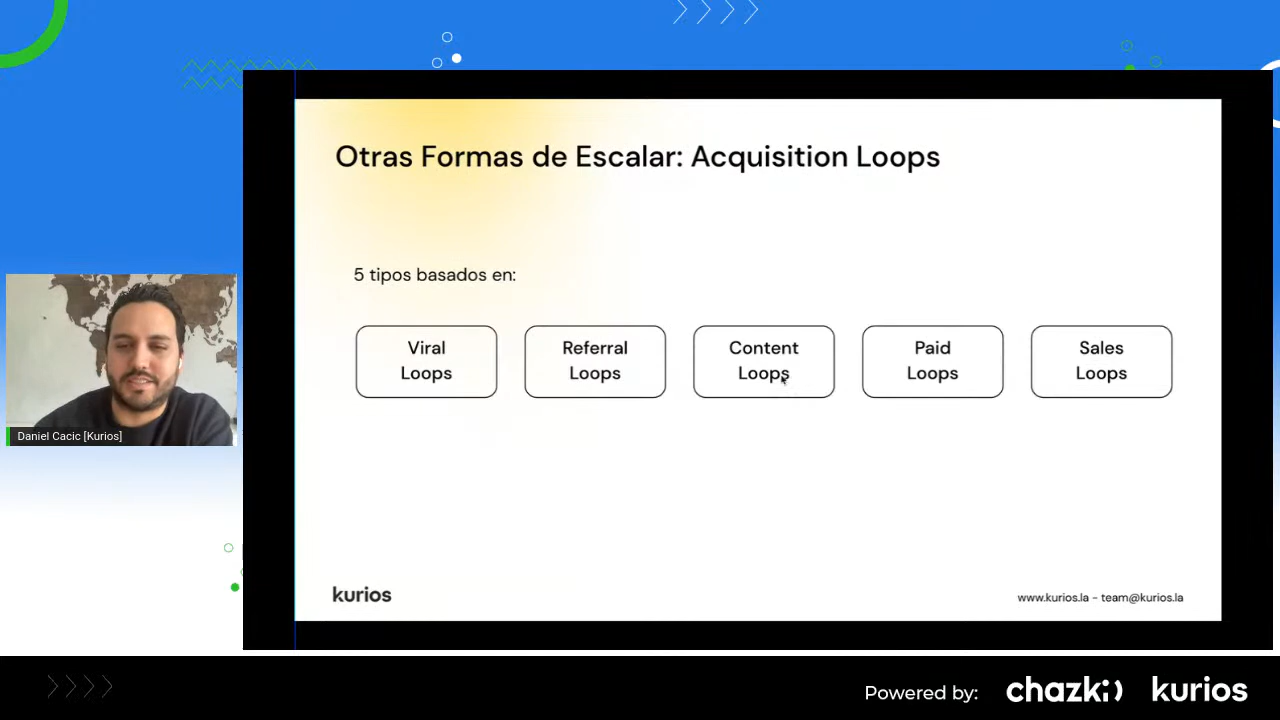 Otras Formas de Escalar: Acquisition Loops
5 tipos basados en:
Viral
Loops
Referral
Loops
Content
Loops
Paid
Loops
Sales
Loops
Daniel Cacic [Kurios]
kurios
www.kurios.la - team@kurios.la
Powered by:
chazki
kurios